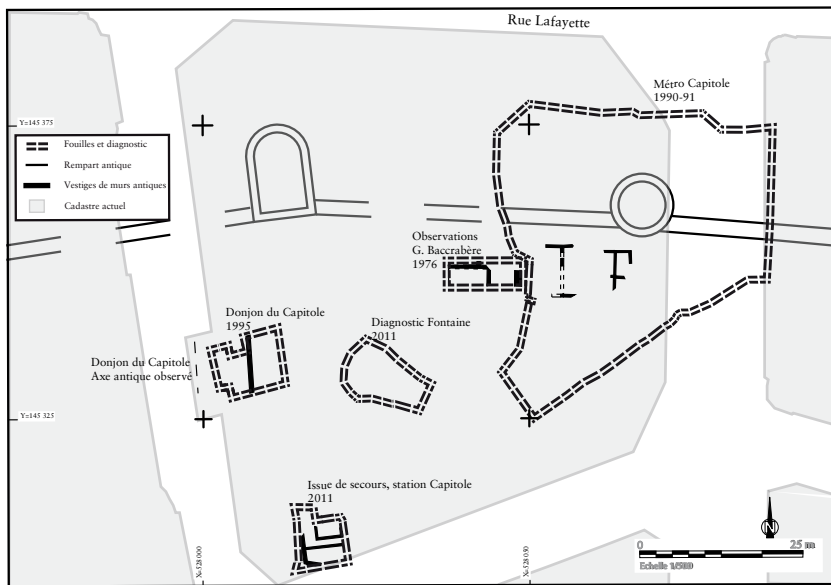 Rue Lafayette
Métro Capitole
1990-91
Y=145 375
Fouilles et diagnostic
Rempart antique
Vestiges de murs antiques
Cadastre actuel
Observations
G. Baccrabère
1976
Donjon du Capitole
1995
Diagnostic Fontaine
2011
Donjon du Capitole
Axe antique observé
Y=145 325
Issue de secours, station Capitole
2011
X=528 000
X=528 050
N
0 25 m
Echelle 1/500